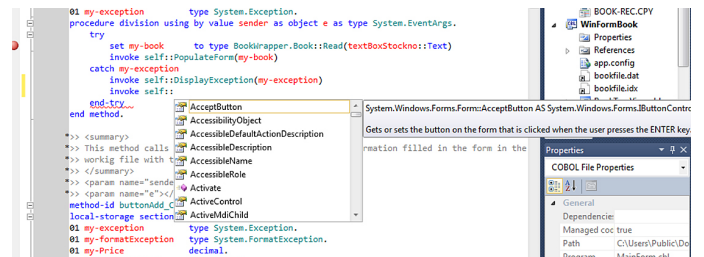 01 my-exception type System.Exception.
procedure division using by value sender as object e as type System.EventArgs.
try
set my-book to type BookWrapper.Book::Read(textBoxStockno::Text)
invoke self::PopulateForm(my-book)
catch my-exception
invoke self::DisplayException(my-exception)
invoke self::
end-try
end method.
AcceptButton
AccessibilityObject
AccessibleDefaultActionDescription
AccessibleDescription
AccessibleName
AccessibleRole
Activate
ActiveControl
ActiveMdiChild
System.Windows.Forms.Form::AcceptButton AS System.Windows.Forms.IButtonContro
Gets or sets the button on the form that is clicked when the user presses the ENTER key.
*>> <summary>
*>> This method calls rmation filled in the form in the
*>> workig file with t
*>> </summary>
*>> <param name="sende
*>> <param name="e"></
method-id buttonAdd_C
local-storage section
01 my-exception type System.Exception.
01 my-formatException type System.FormatException.
01 my-Price decimal.
BOOK-REC.CPY
WinFormBook
Properties
References
app.config
bookfile.dat
bookfile.idx
Properties
COBOL File Properties
General
Dependencies
Managed coc true
Path C:\Users\Public\Do